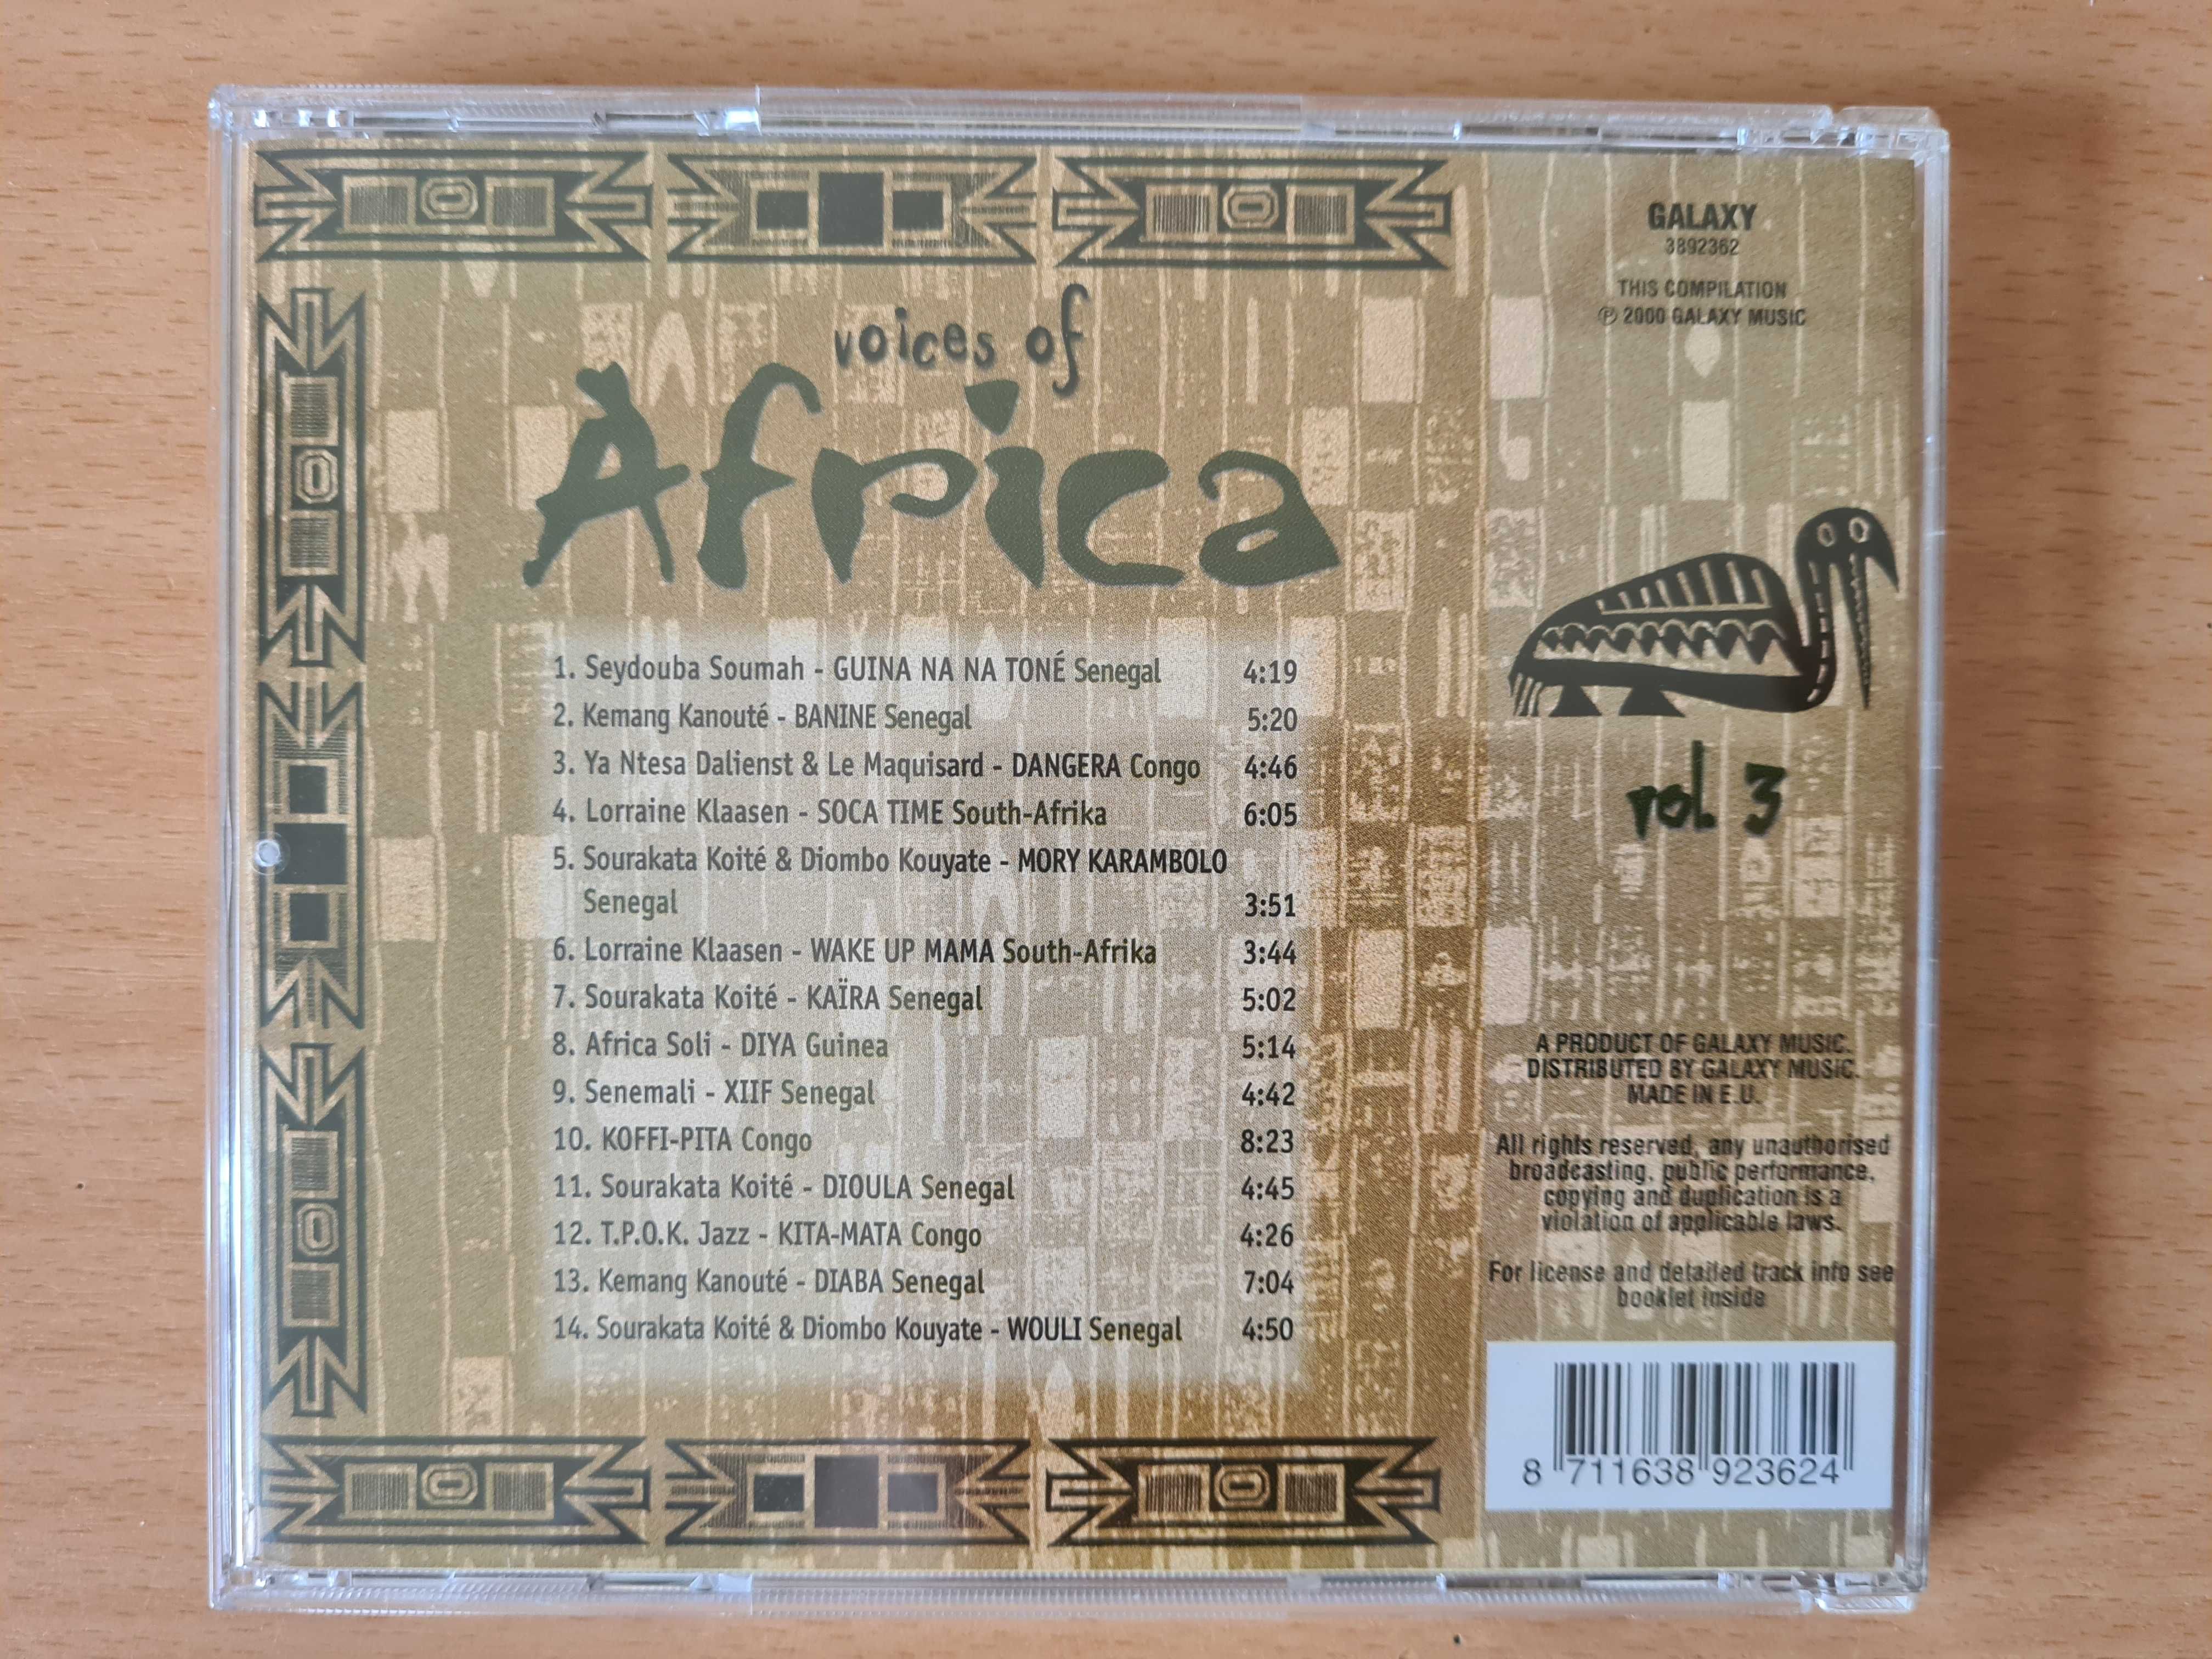 voices of
Africa
1. Seydouba Soumah - GUINA NA NA TONÉ Senegal 4:19
2. Kemang Kanouté - BANINE Senegal 5:20
3. Ya Ntesa Dalienst & Le Maquisard - DANGERA Congo 4:46
4. Lorraine Klaasen - SOCA TIME South-Afrika 6:05
5. Sourakata Koité & Diombo Kouyate - MORY KARAMBOLO
Senegal 3:51
6. Lorraine Klaasen - WAKE UP MAMA South-Afrika 3:44
7. Sourakata Koité - KAÏRA Senegal 5:02
8. Africa Soli - DIYA Guinea 5:14
9. Senemali - XIIF Senegal 4:42
10. KOFFI-PITA Congo 8:23
11. Sourakata Koité - DIOULA Senegal 4:45
12. T.P.O.K. Jazz - KITA-MATA Congo 4:26
13. Kemang Kanouté - DIABA Senegal 7:04
14. Sourakata Koité & Diombo Kouyate - WOULI Senegal 4:50
GALAXY
3892362
THIS COMPILATION
℗ 2000 GALAXY MUSIC
vol. 3
A PRODUCT OF GALAXY MUSIC.
DISTRIBUTED BY GALAXY MUSIC.
MADE IN E.U.
All rights reserved, any unauthorised
broadcasting, public performance,
copying and duplication is a
violation of applicable laws.
For license and detailed track info see
booklet inside
8 711638 923624